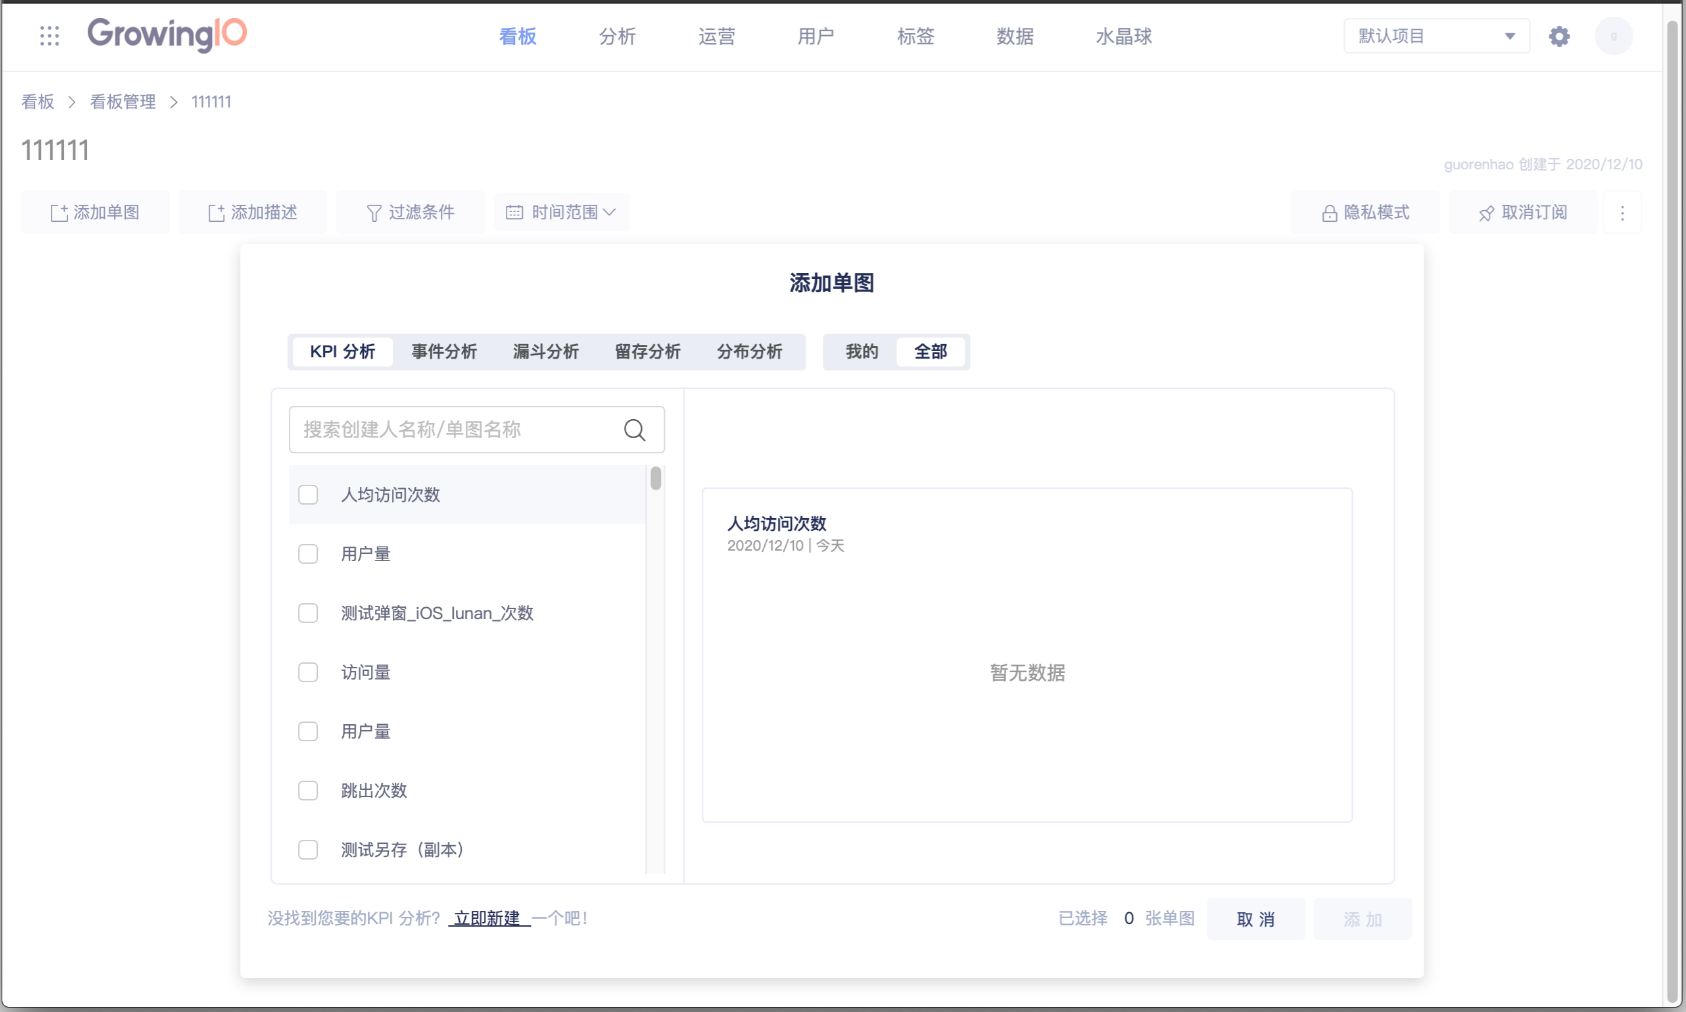 GrowingIO
看板 分析 运营 用户 标签 数据 水晶球
默认项目
g
看板 > 看板管理 > 111111
111111
guorenhao 创建于 2020/12/10
添加单图 添加描述 过滤条件 时间范围
隐私模式 取消订阅
添加单图
KPI 分析 事件分析 漏斗分析 留存分析 分布分析 我的 全部
搜索创建人名称/单图名称
人均访问次数
用户量
测试弹窗_iOS_lunan_次数
访问量
用户量
跳出次数
测试另存（副本）
人均访问次数
2020/12/10 | 今天
暂无数据
没找到您要的KPI 分析? 立即新建 一个吧!
已选择 0 张单图 取 消 添 加